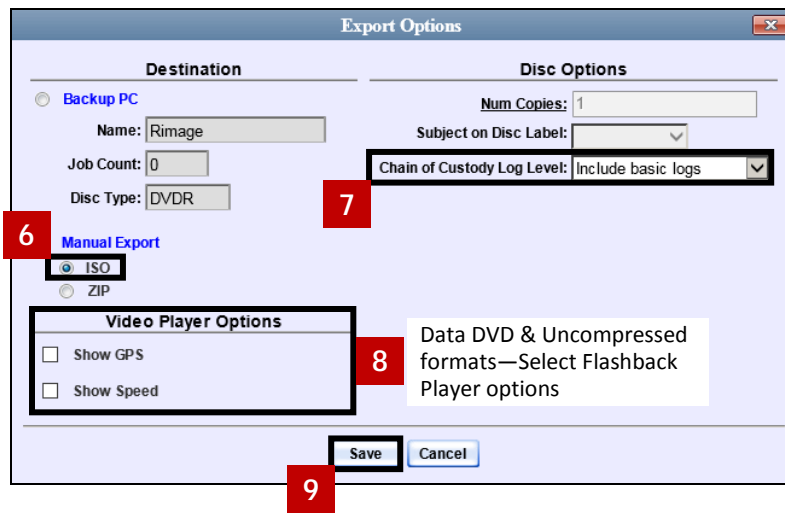 Export Options
Destination
Backup PC
Name: Rimage
Job Count: 0
Disc Type: DVDR
6
Manual Export
ISO
ZIP
Video Player Options
Show GPS
Show Speed
Disc Options
Num Copies: 1
Subject on Disc Label:
Chain of Custody Log Level: Include basic logs
7
8
Data DVD & Uncompressed
formats—Select Flashback
Player options
Save
Cancel
9